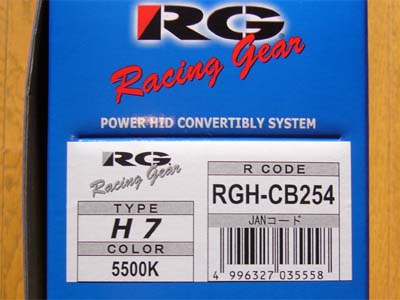 RG
Racing Gear
POWER HID CONVERTIBLY SYSTEM
RG
Racing Gear
TYPE
H 7
COLOR
5500K
R CODE
RGH-CB254
JANコード
4 996327 035558